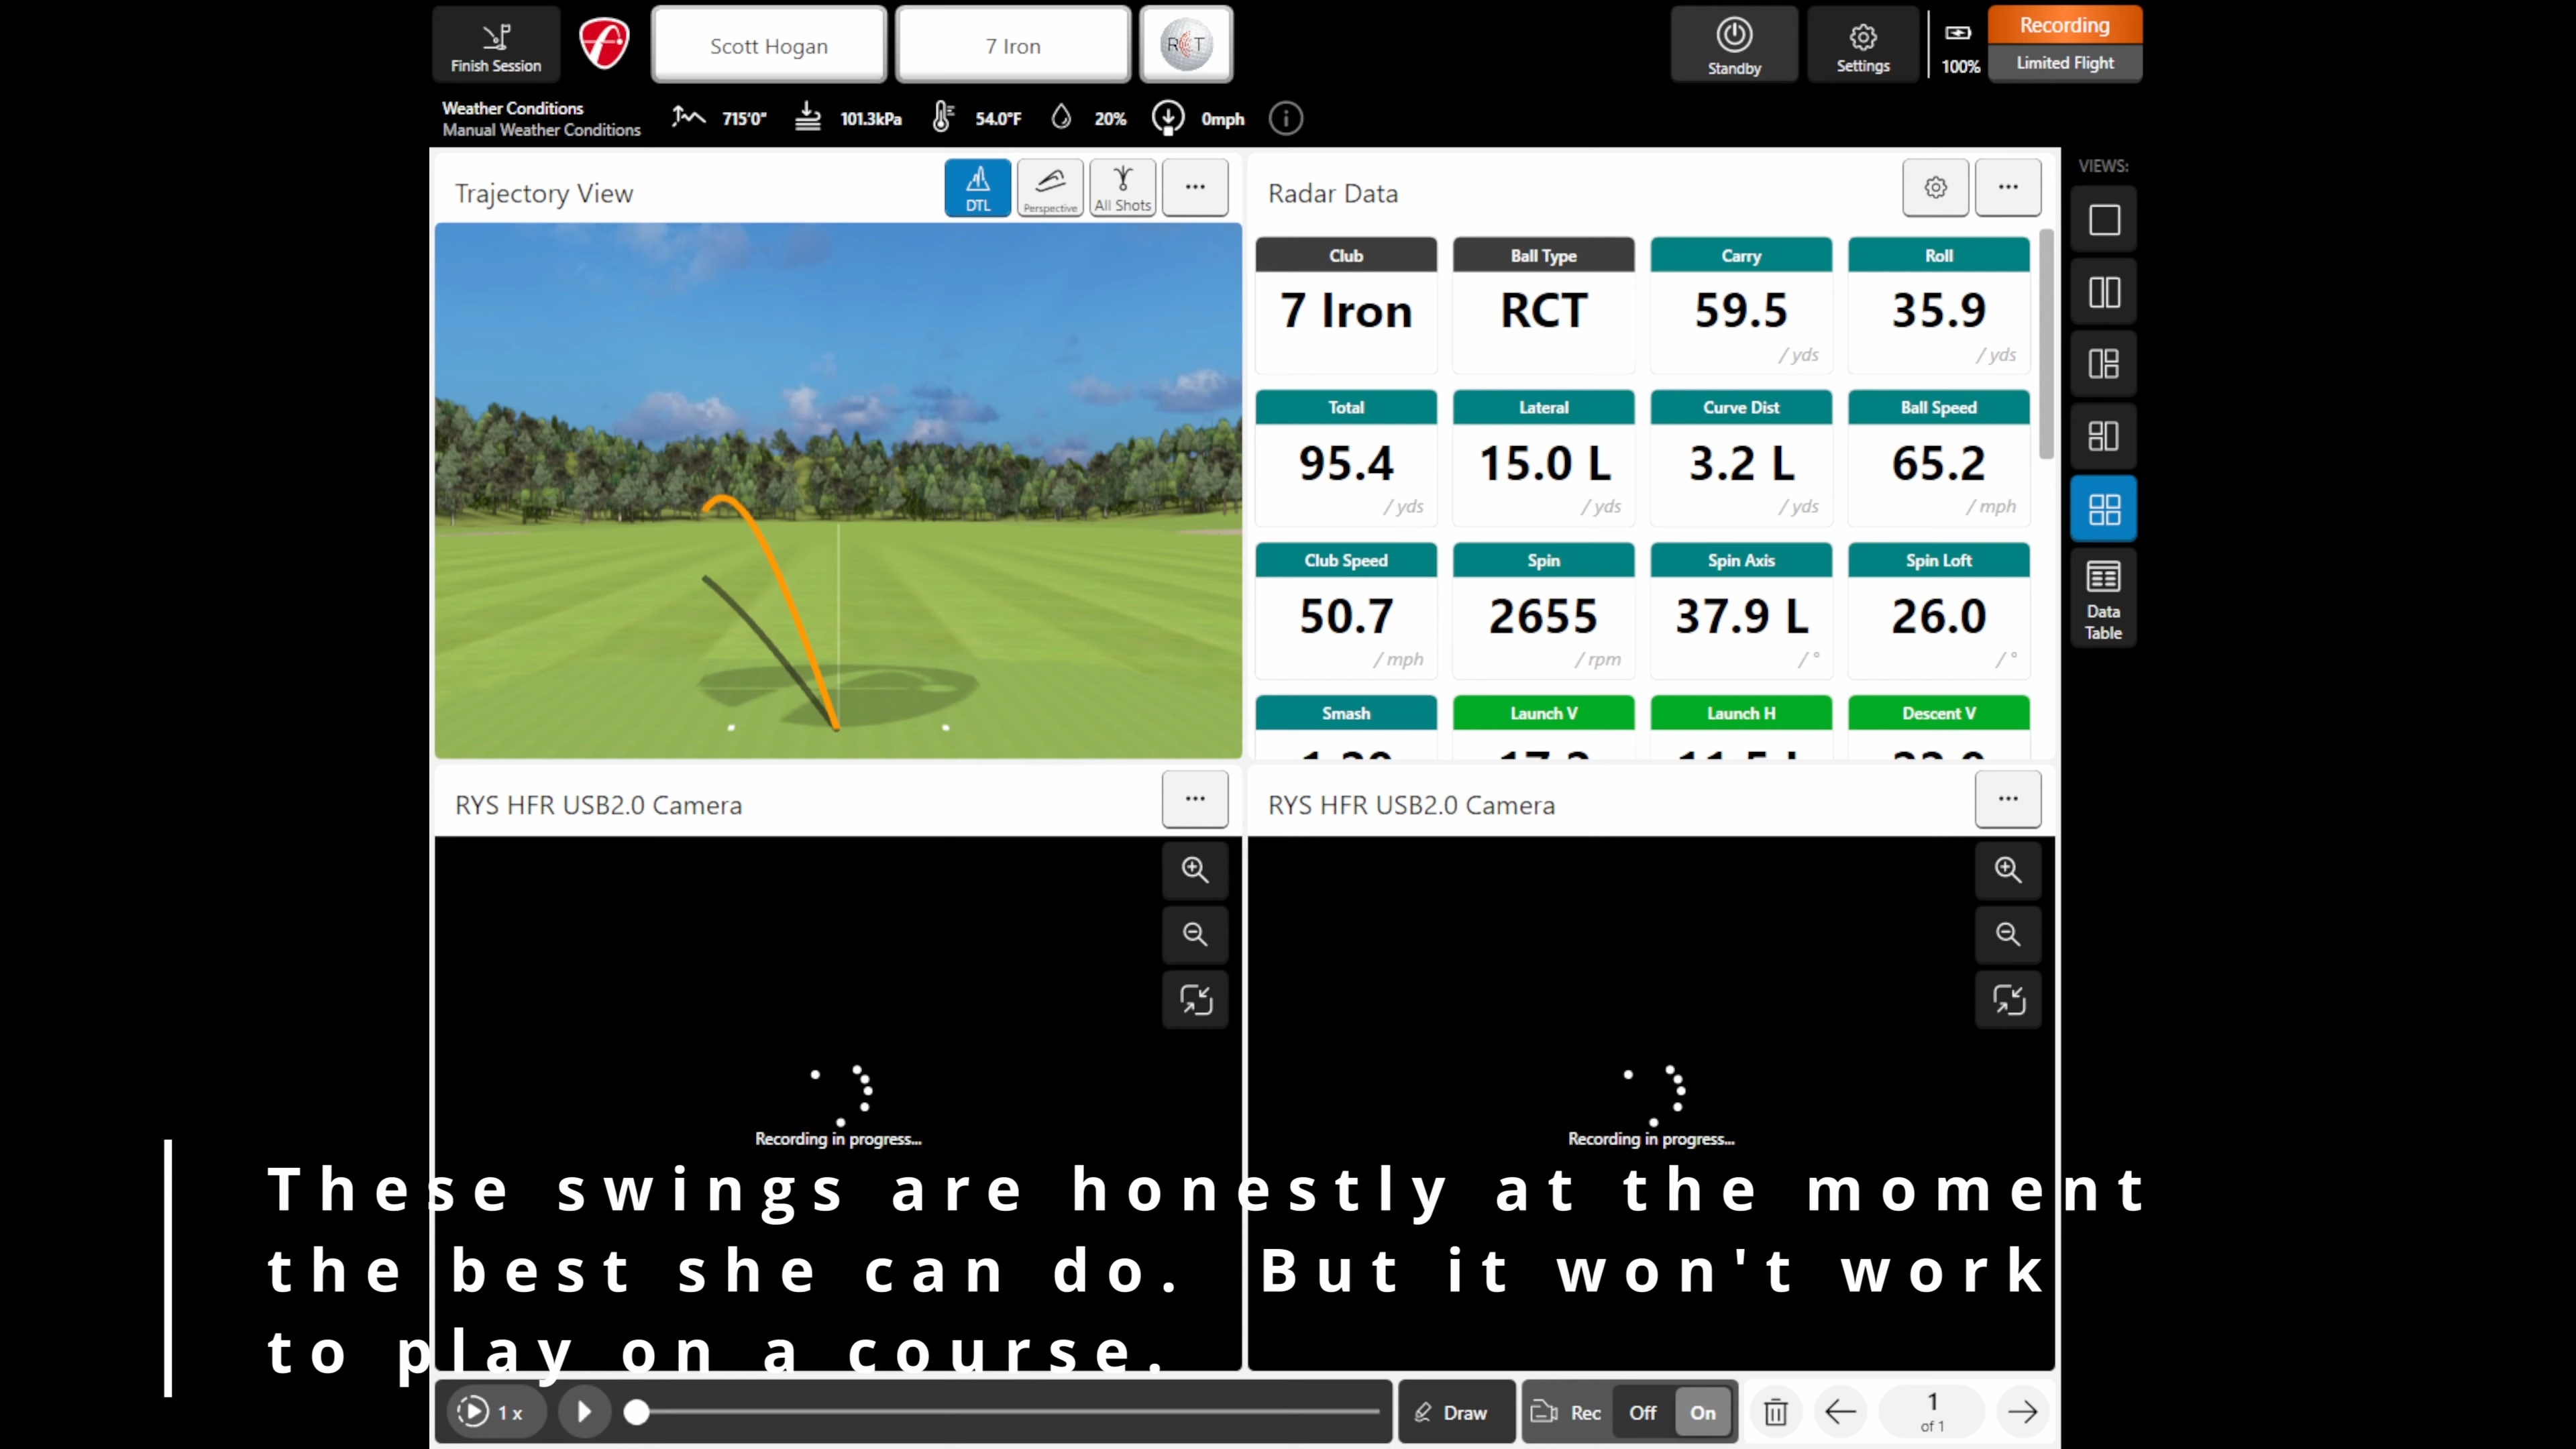 Finish Session
Scott Hogan
7 Iron
RCT
Standby
Settings
100%
Recording
Limited Flight
Weather Conditions
Manual Weather Conditions
715'0"
101.3kPa
54.0°F
20%
0mph
VIEWS:
Trajectory View
DTL
Perspective
All Shots
Radar Data
Club
Ball Type
Carry
Roll
7 Iron
RCT
59.5
35.9
/ yds
/ yds
Total
Lateral
Curve Dist
Ball Speed
95.4
15.0 L
3.2 L
65.2
/ yds
/ yds
/ yds
/ mph
Club Speed
Spin
Spin Axis
Spin Loft
50.7
2655
37.9 L
26.0
/ mph
/ rpm
/ °
/ °
Data
Table
Smash
Launch V
Launch H
Descent V
RYS HFR USB2.0 Camera
RYS HFR USB2.0 Camera
Recording in progress...
Recording in progress...
These swings are honestly at the moment
the best she can do. But it won't work
to play on a course.
1 x
Draw
Rec
Off
On
1
of 1